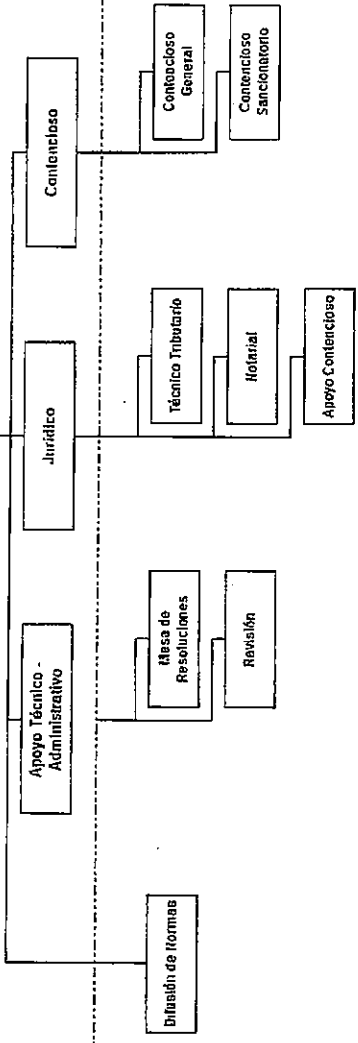 Apoyo Técnico -
Administrativo
Jurídico
Contencioso
Difusión de Normas
Mesa de
Resoluciones
Revisión
Técnico Tributario
Notarial
Apoyo Contencioso
Contencioso
General
Contencioso
Sancionatorio